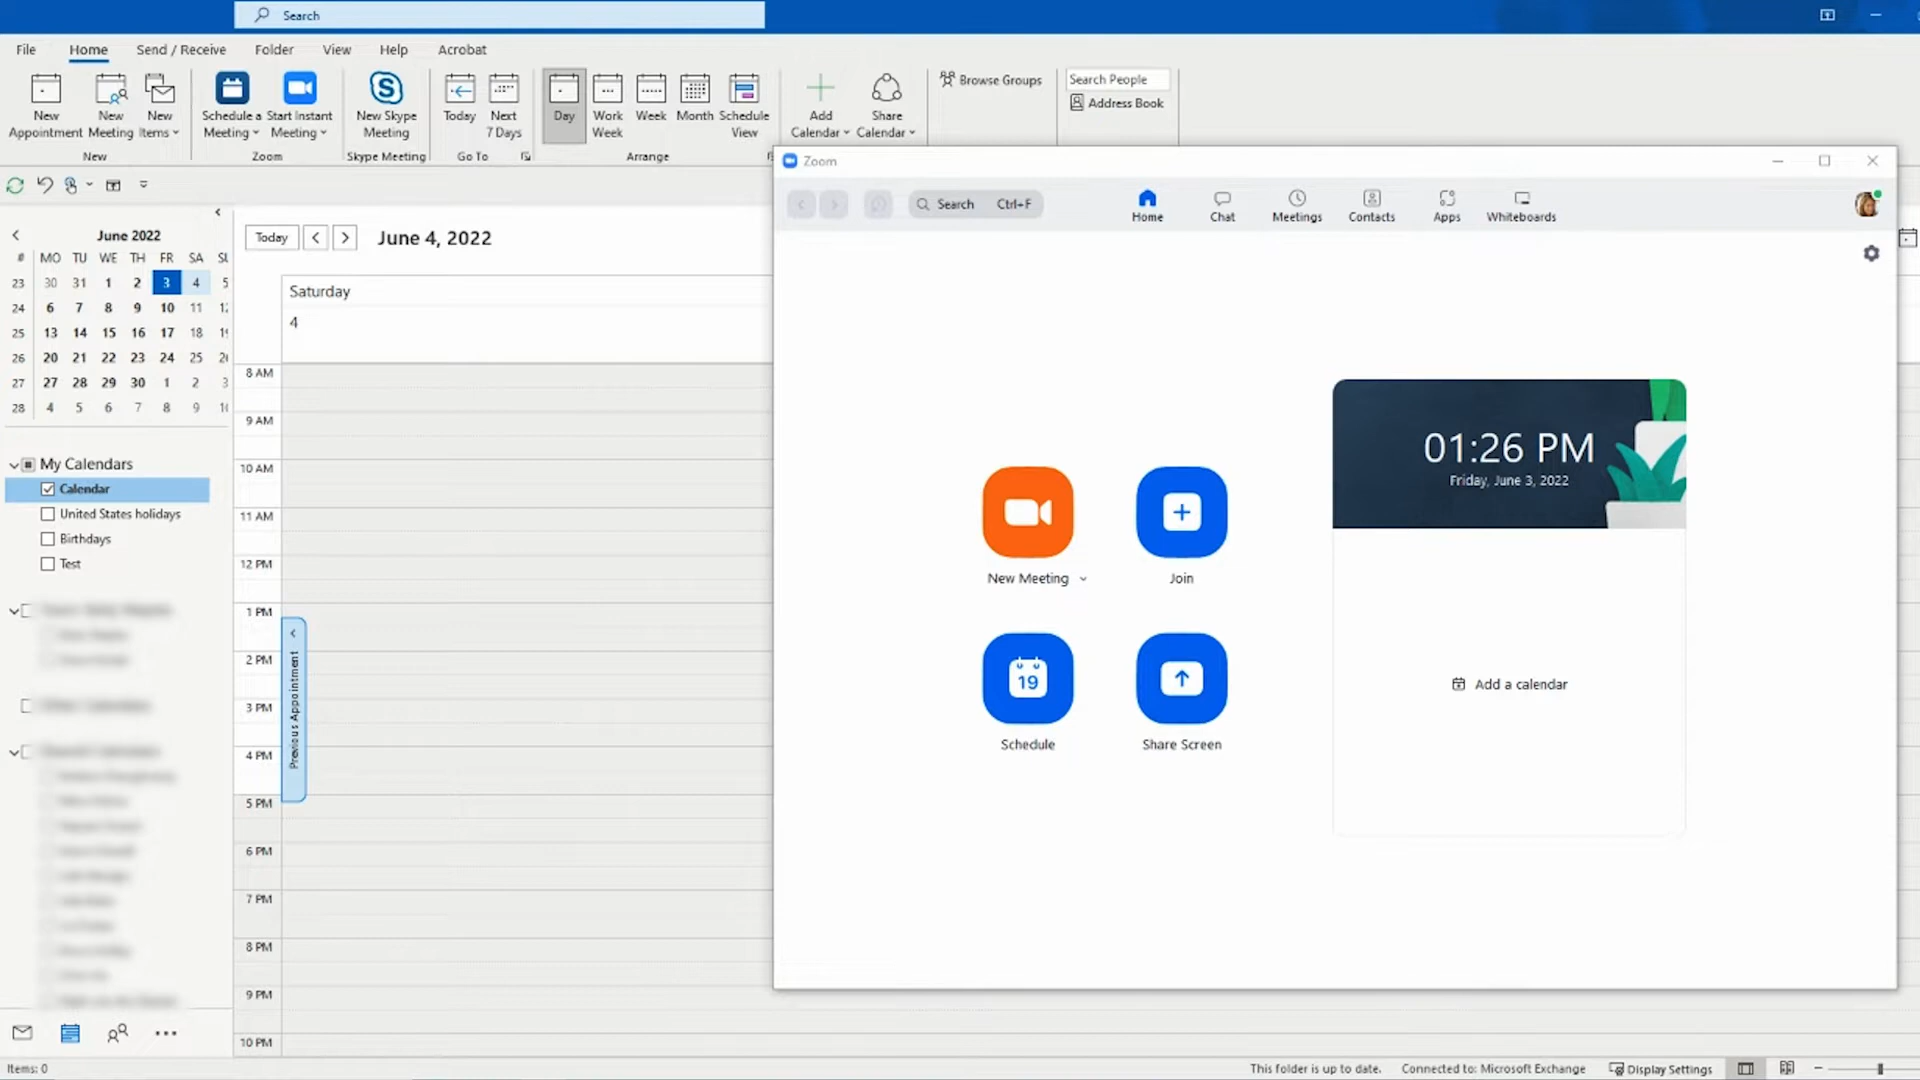 Search
File Home Send / Receive Folder View Help Acrobat
New Appointment
New Meeting
New Items
New
Schedule a Meeting
Start Instant Meeting
Zoom
New Skype Meeting
Skype Meeting
Today
Next 7 Days
Go To
Day
Work Week
Week
Month
Schedule View
Arrange
Add Calendar
Share Calendar
Browse Groups
Search People
Address Book
June 2022
MO TU WE TH FR SA
23 30 31 1 2 3 4 5
24 6 7 8 9 10 11
25 13 14 15 16 17 18
26 20 21 22 23 24 25
27 27 28 29 30 1 2 3
28 4 5 6 7 8 9
My Calendars
Calendar
United States holidays
Birthdays
Test
Today
June 4, 2022
Saturday
4
8 AM
9 AM
10 AM
11 AM
12 PM
1 PM
2 PM
3 PM
4 PM
5 PM
6 PM
7 PM
8 PM
9 PM
10 PM
Previous Appointment
Zoom
Search Ctrl+F
Home
Chat
Meetings
Contacts
Apps
Whiteboards
New Meeting
Join
19
Schedule
Share Screen
01:26 PM
Friday, June 3, 2022
Add a calendar
Items: 0
This folder is up to date.
Connected to: Microsoft Exchange
Display Settings